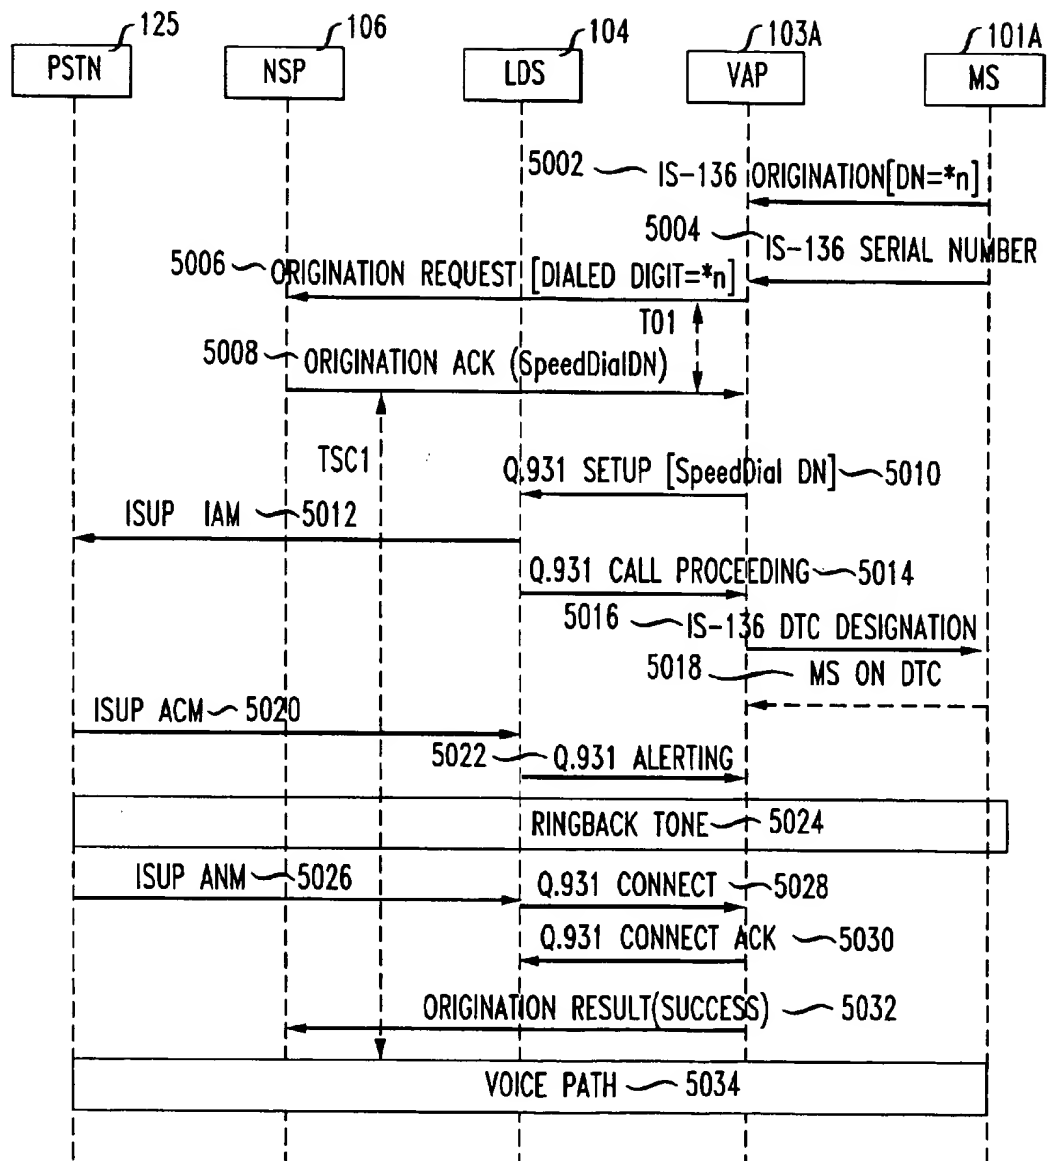 125
106
104
103A
101A
PSTN
NSP
LDS
VAP
MS
5002 IS-136 ORIGINATION[DN=*n]
5004 IS-136 SERIAL NUMBER
5006 ORIGINATION REQUEST [DIALED DIGIT=*n]
TO1
5008 ORIGINATION ACK (SpeedDialDN)
TSC1
Q.931 SETUP [SpeedDial DN] 5010
ISUP IAM 5012
Q.931 CALL PROCEEDING 5014
5016 IS-136 DTC DESIGNATION
5018 MS ON DTC
ISUP ACM 5020
5022 Q.931 ALERTING
RINGBACK TONE 5024
ISUP ANM 5026
Q.931 CONNECT 5028
Q.931 CONNECT ACK 5030
ORIGINATION RESULT(SUCCESS) 5032
VOICE PATH 5034